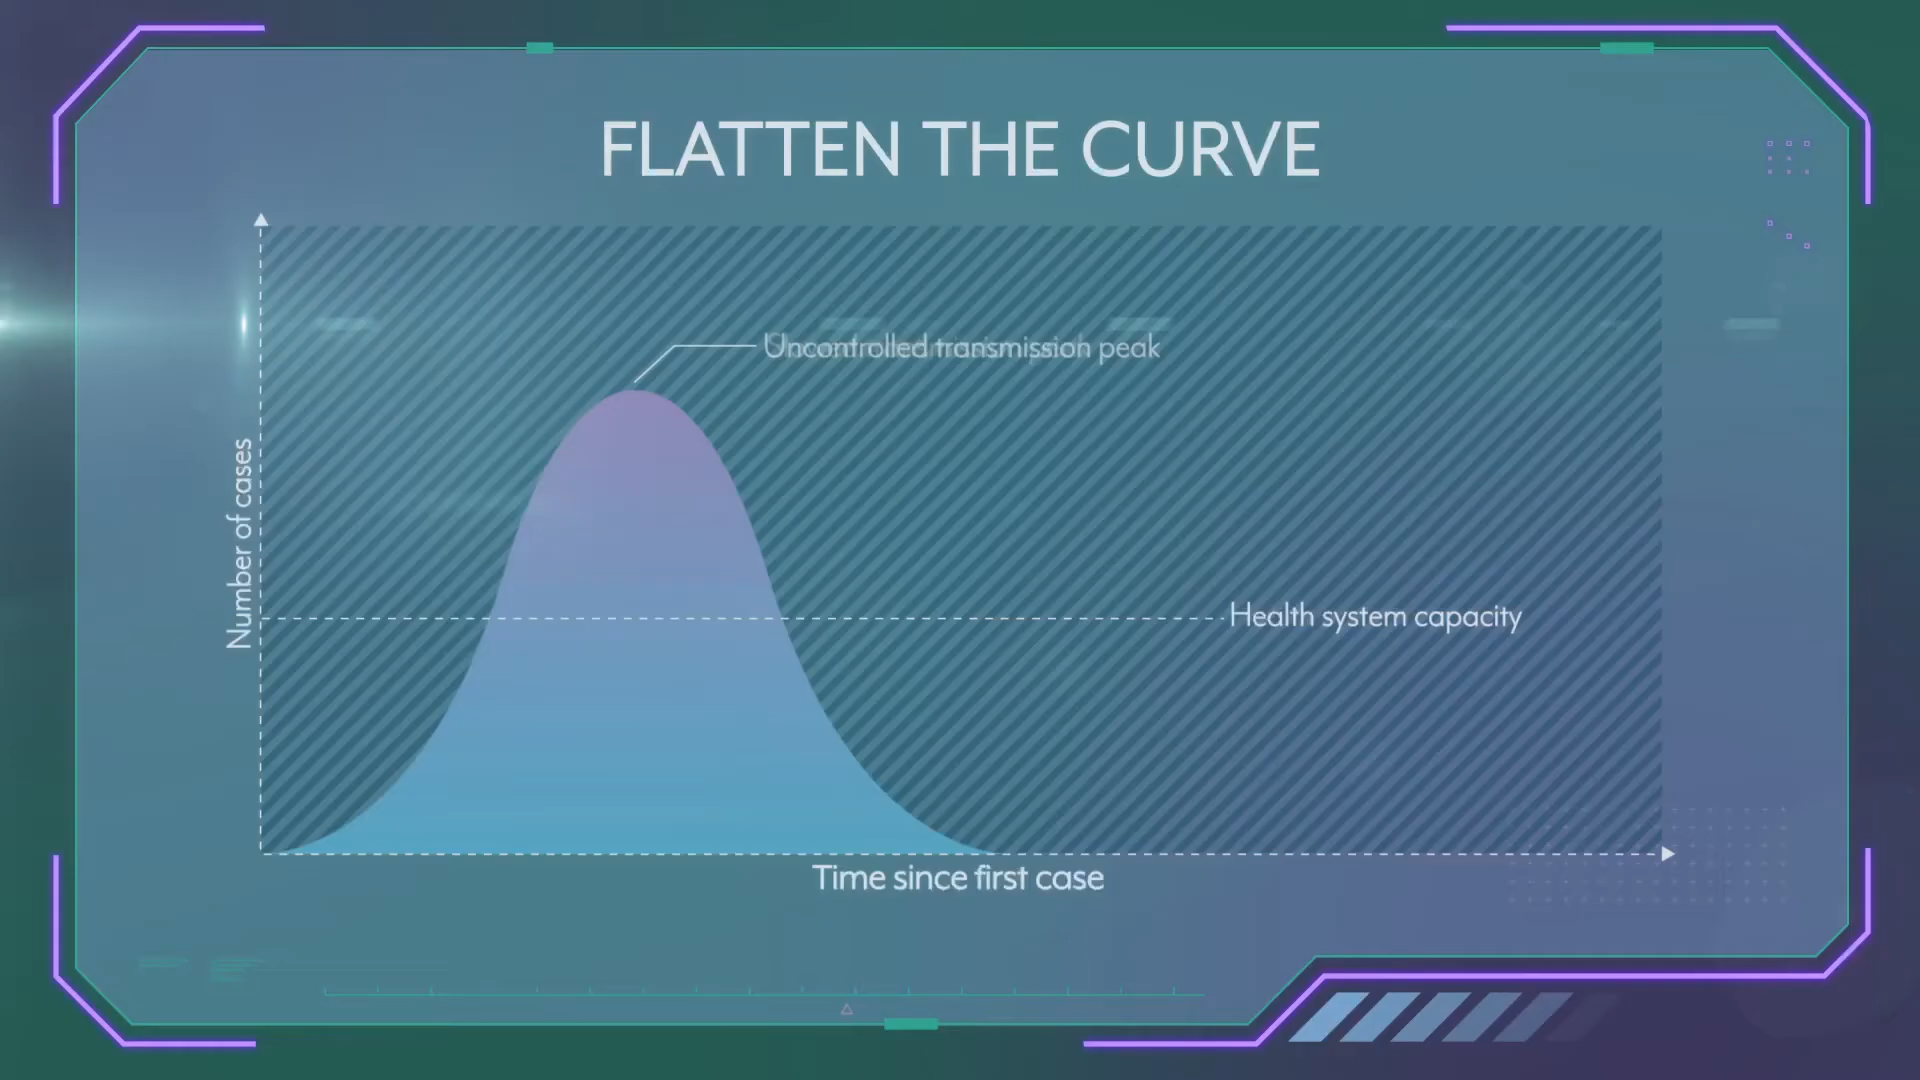 FLATTEN THE CURVE
Uncontrolled transmission peak
Number of cases
Health system capacity
Time since first case